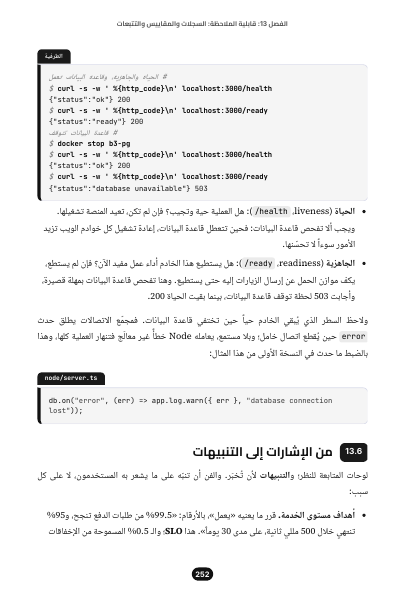 الفصل 13: قابلية الملاحظة: السجلات والمقاييس والتتبعات
الطرفية
# الحياة والجاهزية، وقاعدة البيانات تعمل
$ curl -s -w ' %{http_code}\n' localhost:3000/health
{"status":"ok"} 200
$ curl -s -w ' %{http_code}\n' localhost:3000/ready
{"status":"ready"} 200
# قاعدة البيانات تتوقف
$ docker stop b3-pg
$ curl -s -w ' %{http_code}\n' localhost:3000/health
{"status":"ok"} 200
$ curl -s -w ' %{http_code}\n' localhost:3000/ready
{"status":"database unavailable"} 503
• الحياة (liveness، /health): هل العملية حية وتجيب؟ فإن لم تكن، تعيد المنصة تشغيلها.
ويجب ألا تفحص قاعدة البيانات: فحين تتعطل قاعدة البيانات، إعادة تشغيل كل خوادم الويب تزيد
الأمور سوءاً لا تحسّنها.
• الجاهزية (readiness، /ready): هل يستطيع هذا الخادم أداء عمل مفيد الآن؟ فإن لم يستطع،
يكف موازن الحمل عن إرسال الزيارات إليه حتى يستطيع. وهنا تفحص قاعدة البيانات بمهلة قصيرة،
وأجابت 503 لحظة توقف قاعدة البيانات، بينما بقيت الحياة 200.
ولاحظ السطر الذي يُبقي الخادم حياً حين تختفي قاعدة البيانات. فمجمّع الاتصالات يطلق حدث
error حين يُقطع اتصال خامل؛ وبلا مستمع، يعامله Node خطأً غير معالَج فتنهار العملية كلها، وهذا
بالضبط ما حدث في النسخة الأولى من هذا المثال:
node/server.ts
db.on("error", (err) => app.log.warn({ err }, "database connection
lost"));
13.6 من الإشارات إلى التنبيهات
لوحات المتابعة للنظر؛ والتنبيهات لأن تُخبَر. والفن أن تنبّه على ما يشعر به المستخدمون، لا على كل
سبب:
• أهداف مستوى الخدمة. قرر ما يعنيه «يعمل»، بالأرقام: «99.5% من طلبات الدفع تنجح، و95%
تنتهي خلال 500 مللي ثانية، على مدى 30 يوماً». هذا SLO؛ والـ 0.5% المسموحة من الإخفاقات
252